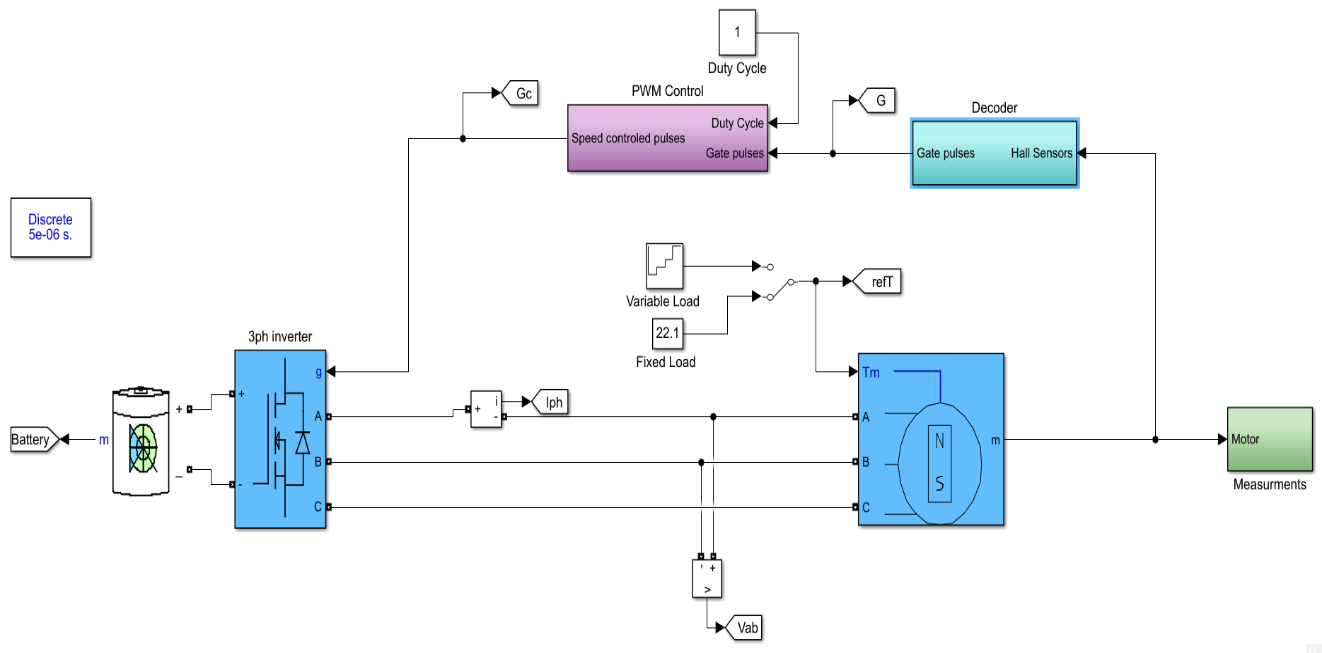 1
Duty Cycle
Gc
PWM Control
G
Decoder
Duty Cycle
Speed controled pulses
Gate pulses
Gate pulses
Hall Sensors
Discrete
5e-06 s.
Variable Load
refT
22.1
Fixed Load
3ph inverter
g
Tm
+
+
i
Iph
+
-
A
A
Battery
m
N
m
Motor
B
B
_
-
S
Measurments
C
C
' +
>
Vab